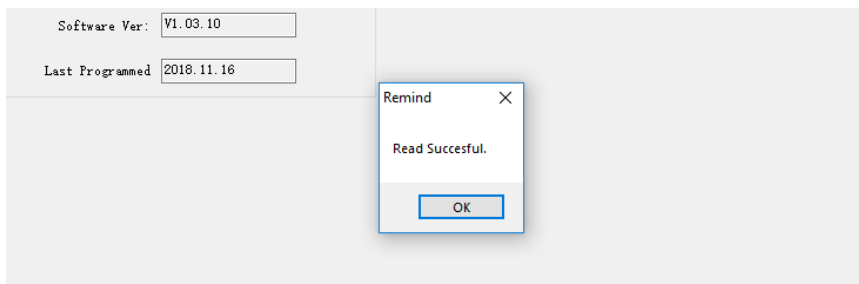 Software Ver: V1.03.10
Last Programmed 2018.11.16
Remind
Read Succesful.
OK